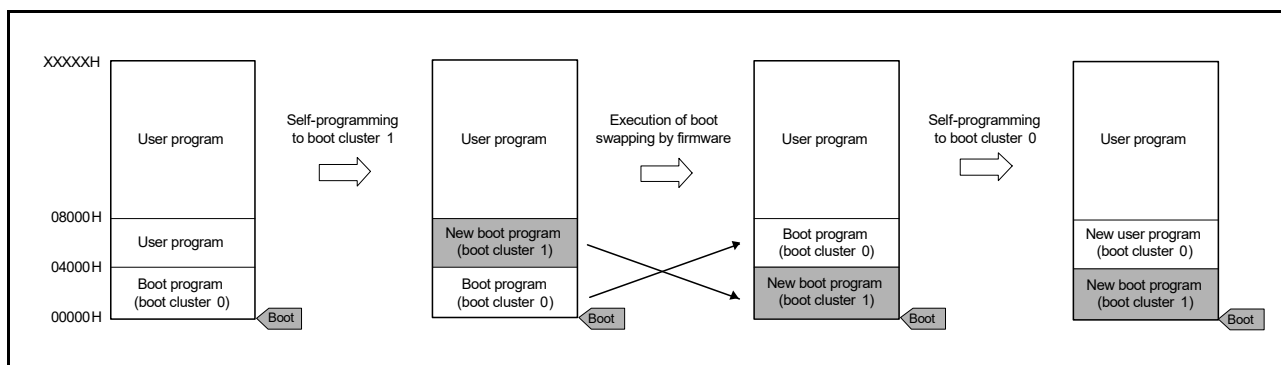 XXXXXH
User program
08000H
User program
04000H
Boot program
(boot cluster 0)
00000H
Boot
Self-programming
to boot cluster 1
User program
New boot program
(boot cluster 1)
Boot program
(boot cluster 0)
Boot
Execution of boot
swapping by firmware
User program
Boot program
(boot cluster 0)
New boot program
(boot cluster 1)
Boot
Self-programming
to boot cluster 0
User program
New user program
(boot cluster 0)
New boot program
(boot cluster 1)
Boot